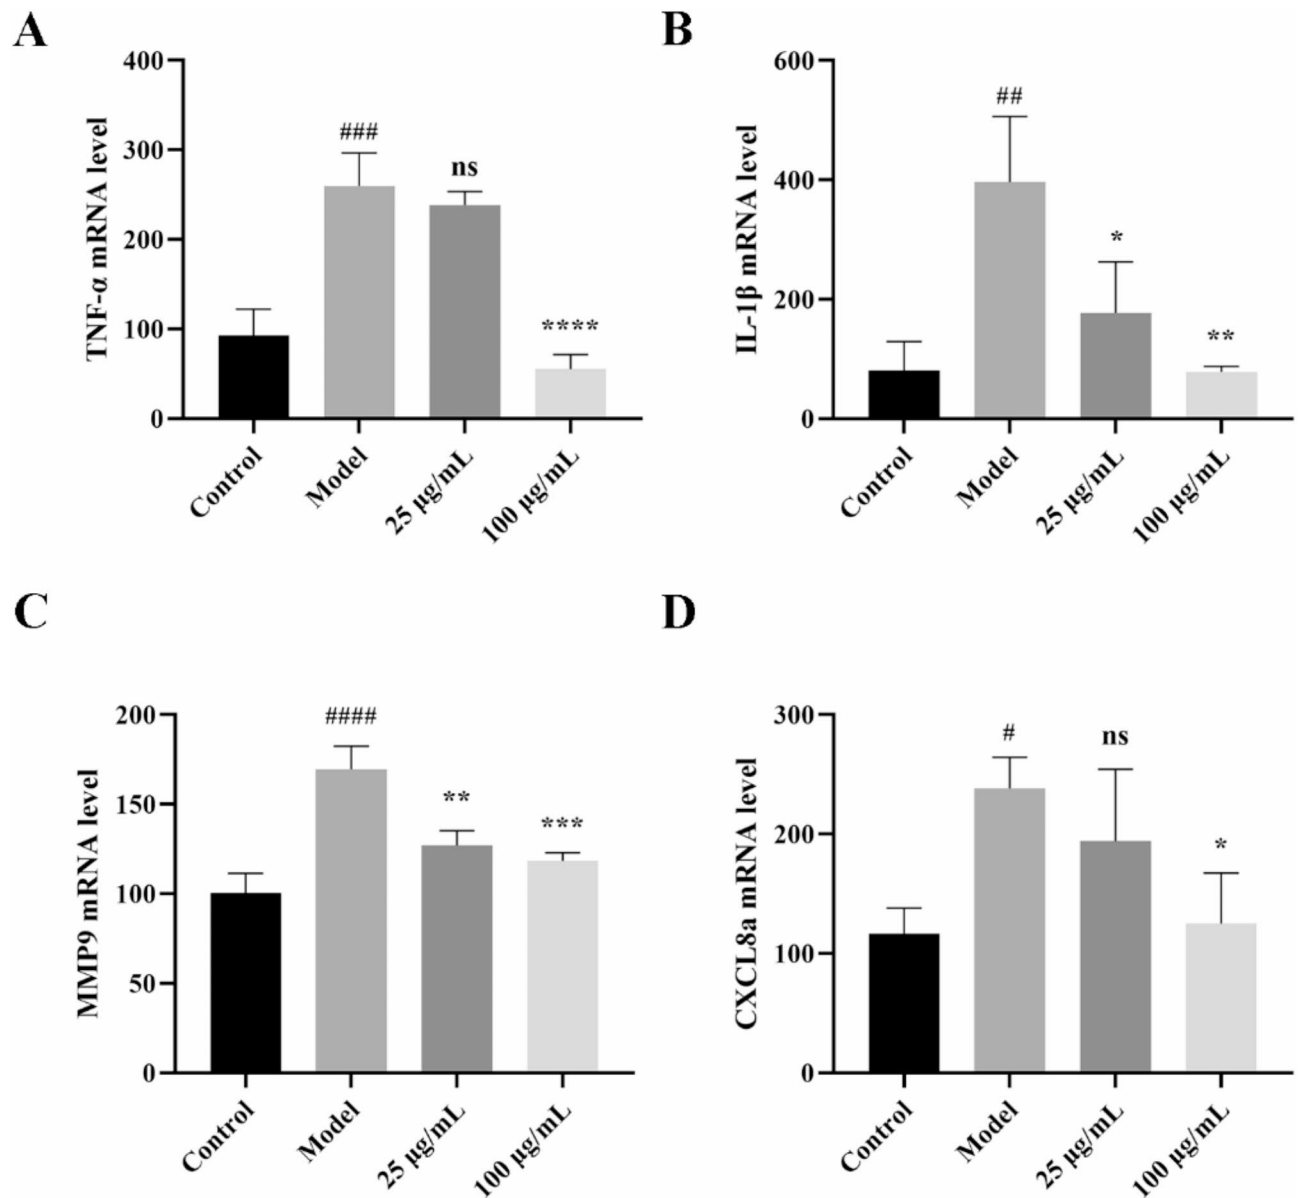 A
TNF-α mRNA level
400
300
200
100
0
###
ns
****
Control
Model
25 μg/mL
100 μg/mL
B
IL-1β mRNA level
600
400
200
0
##
*
**
Control
Model
25 μg/mL
100 μg/mL
C
MMP9 mRNA level
200
150
100
50
0
####
**
***
Control
Model
25 μg/mL
100 μg/mL
D
CXCL8a mRNA level
300
200
100
0
#
ns
*
Control
Model
25 μg/mL
100 μg/mL